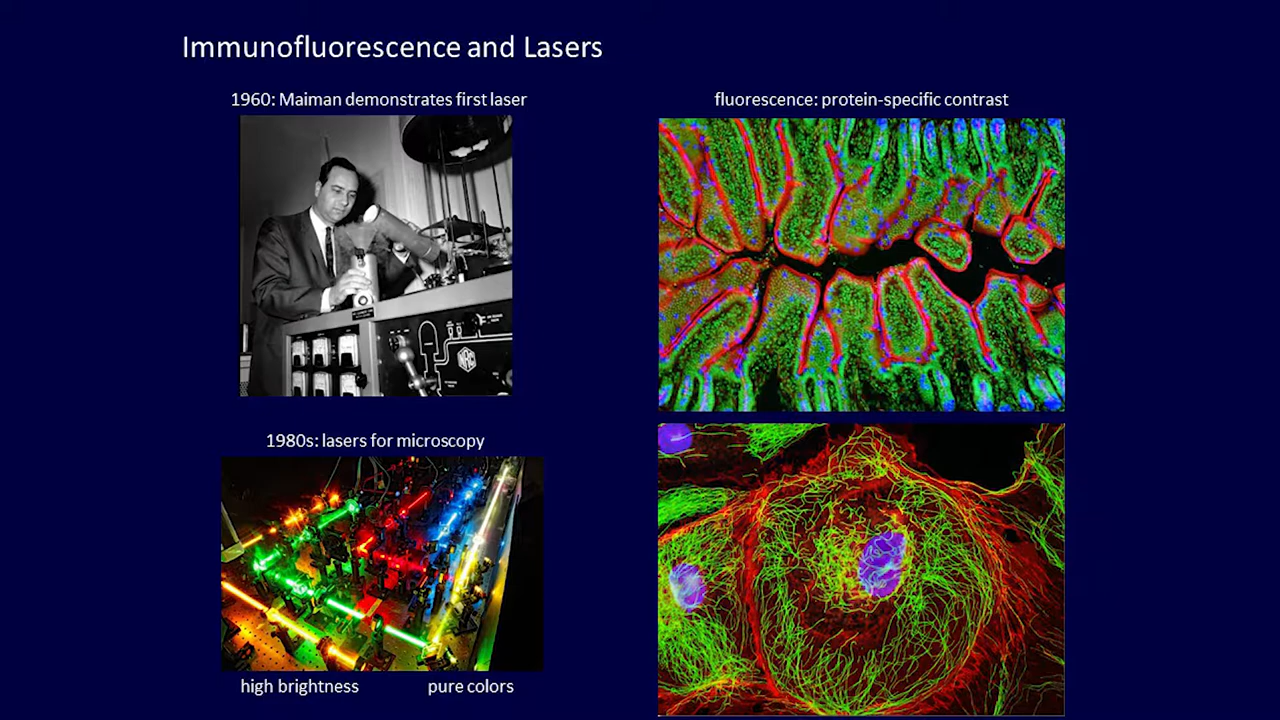 Immunofluorescence and Lasers
1960: Maiman demonstrates first laser
NRC
1980s: lasers for microscopy
high brightness
pure colors
fluorescence: protein-specific contrast